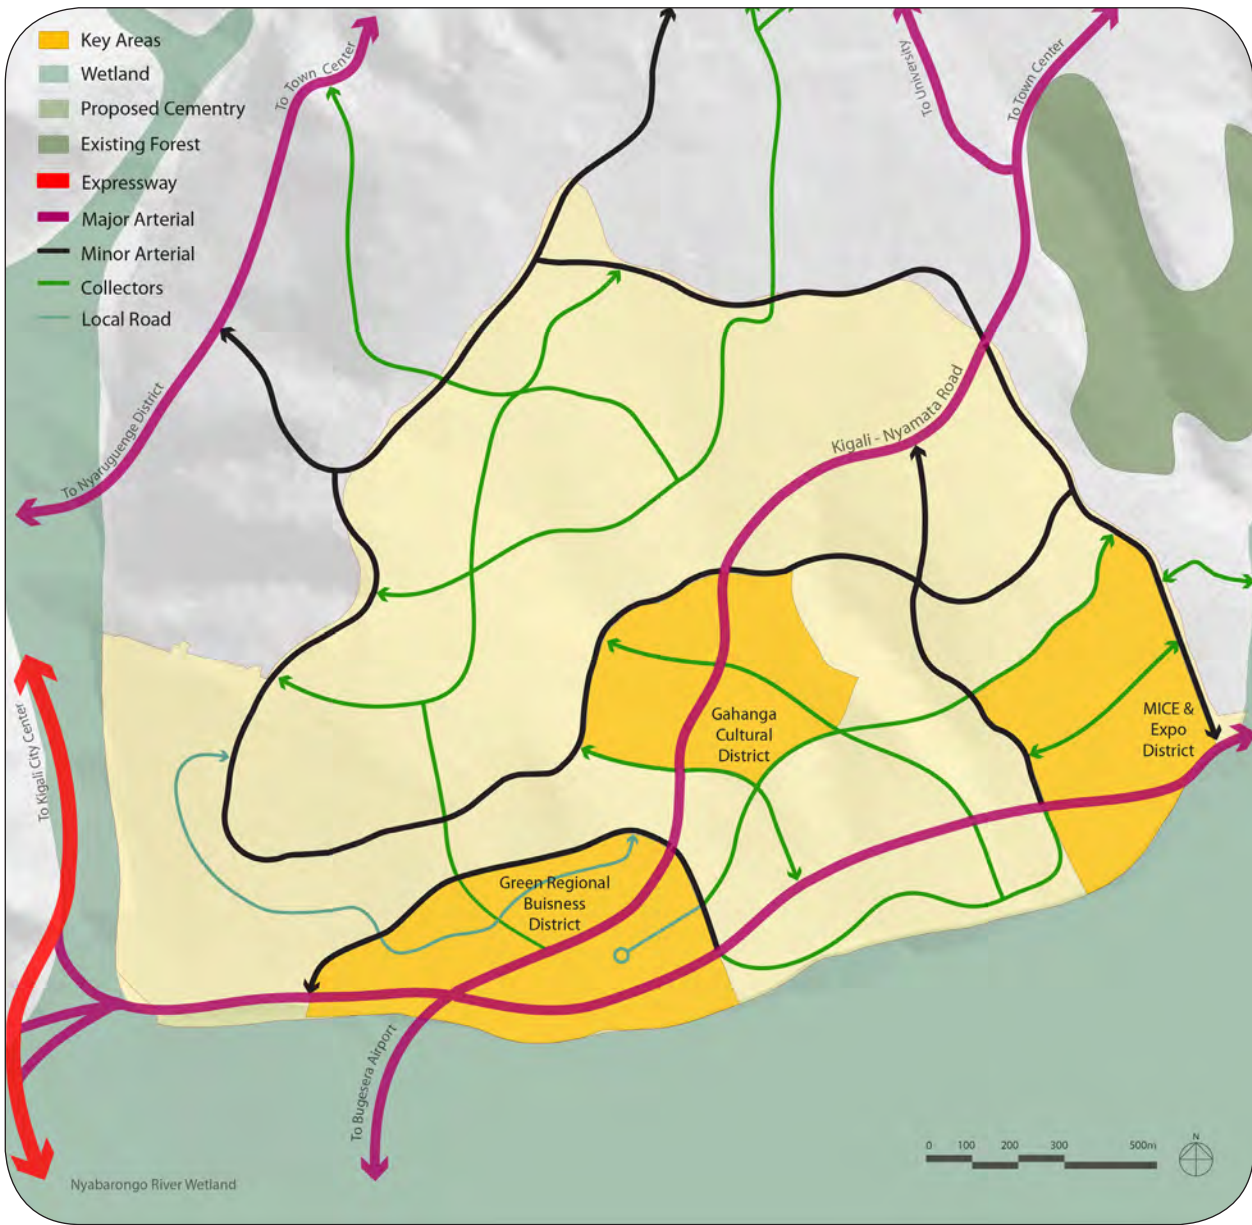 Key Areas
Wetland
Proposed Cementry
Existing Forest
Expressway
Major Arterial
Minor Arterial
Collectors
Local Road
To Town Center
To University
To Town Center
To Nyaruguenge District
Kigali - Nyamata Road
To Kigali City Center
Gahanga
Cultural
District
MICE &
Expo
District
Green Regional
Buisness
District
To Bugesera Airport
Nyabarongo River Wetland
0 100 200 300 500m
N